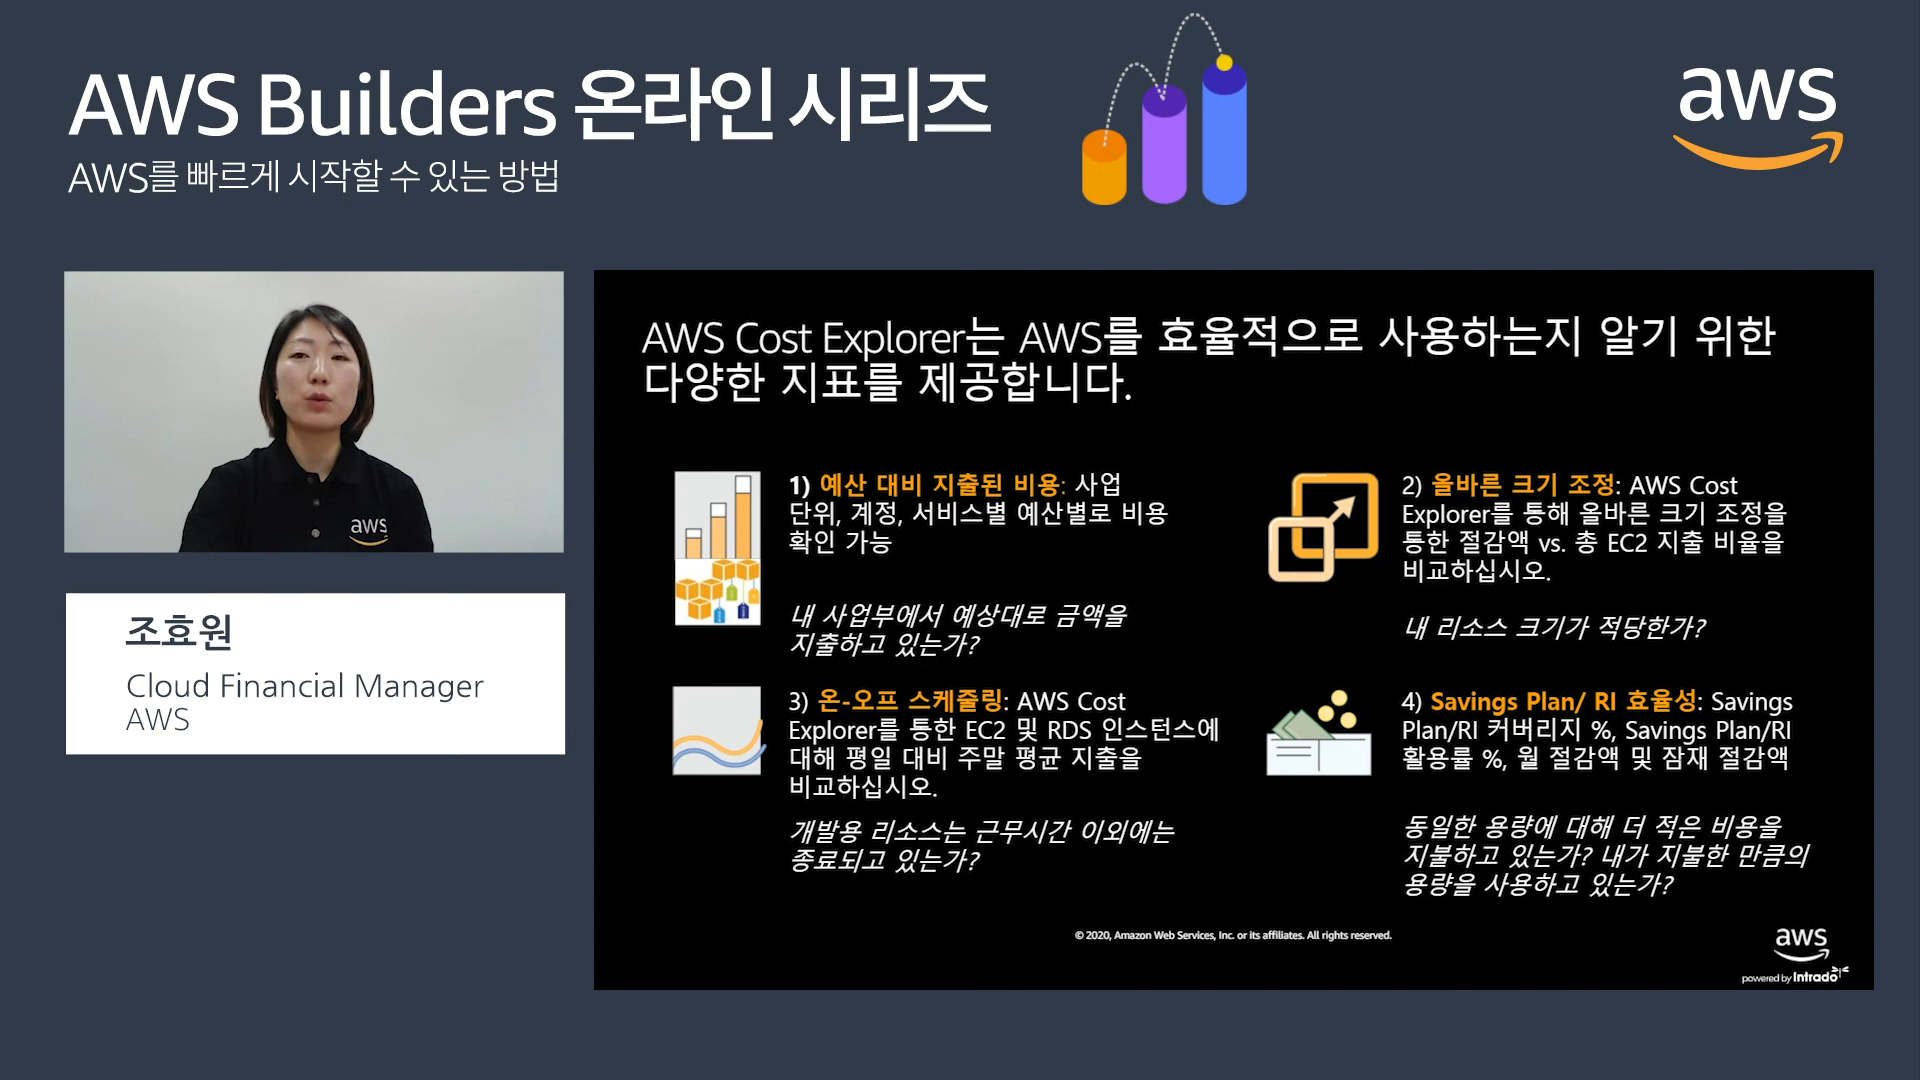 AWS Builders 온라인 시리즈
AWS를 빠르게 시작할 수 있는 방법
aws
aws
조효원
Cloud Financial Manager
AWS
AWS Cost Explorer는 AWS를 효율적으로 사용하는지 알기 위한
다양한 지표를 제공합니다.
1) 예산 대비 지출된 비용: 사업
단위, 계정, 서비스별 예산별로 비용
확인 가능
내 사업부에서 예상대로 금액을
지출하고 있는가?
2) 올바른 크기 조정: AWS Cost
Explorer를 통해 올바른 크기 조정을
통한 절감액 vs. 총 EC2 지출 비율을
비교하십시오.
내 리소스 크기가 적당한가?
3) 온-오프 스케줄링: AWS Cost
Explorer를 통한 EC2 및 RDS 인스턴스에
대해 평일 대비 주말 평균 지출을
비교하십시오.
개발용 리소스는 근무시간 이외에는
종료되고 있는가?
4) Savings Plan/ RI 효율성: Savings
Plan/RI 커버리지 %, Savings Plan/RI
활용률 %, 월 절감액 및 잠재 절감액
동일한 용량에 대해 더 적은 비용을
지불하고 있는가? 내가 지불한 만큼의
용량을 사용하고 있는가?
© 2020, Amazon Web Services, Inc. or its affiliates. All rights reserved.
aws
powered by Intrado